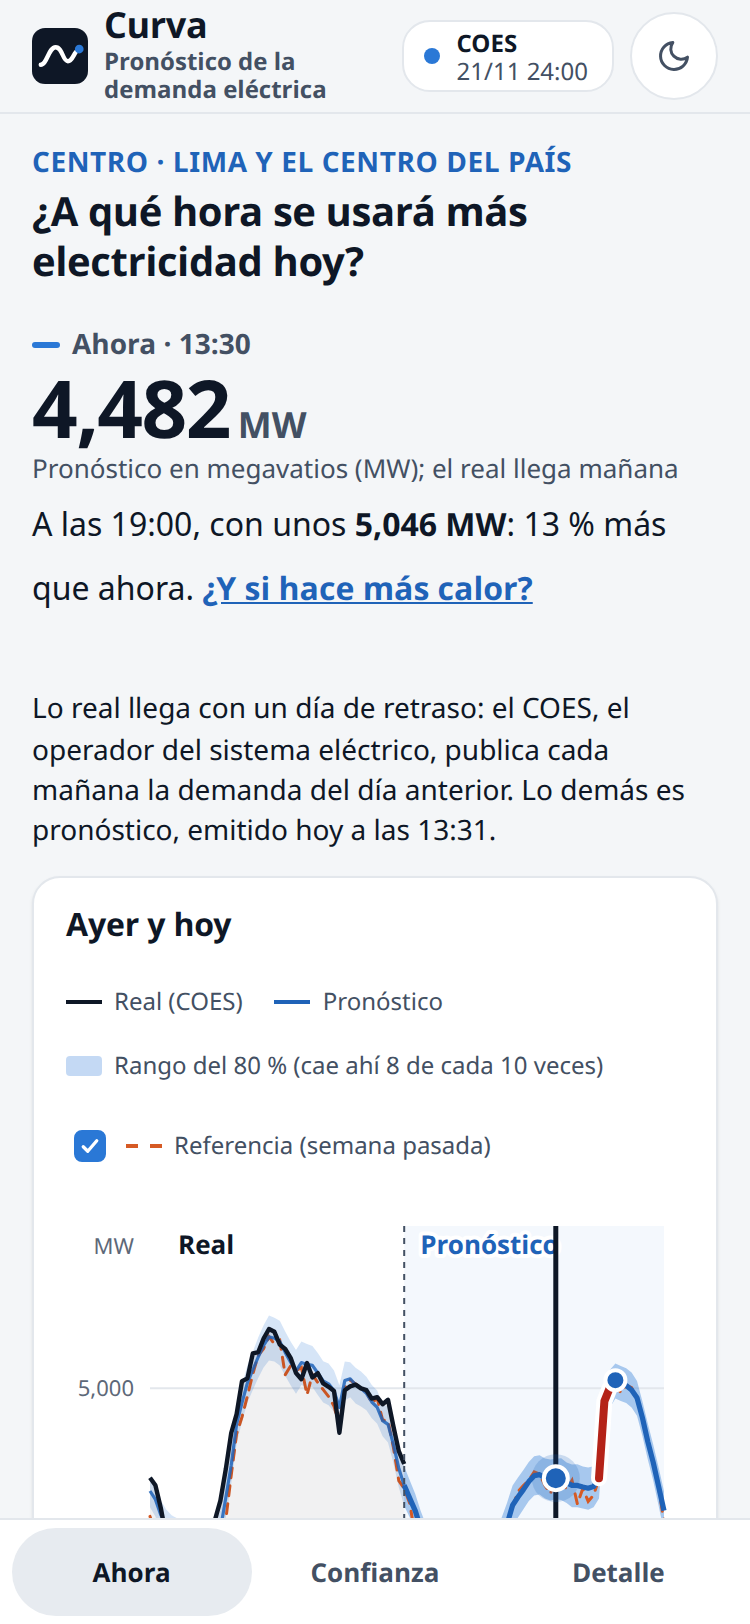 Curva
Pronóstico de la
demanda eléctrica
COES
21/11 24:00
CENTRO · LIMA Y EL CENTRO DEL PAÍS
¿A qué hora se usará más
electricidad hoy?
Ahora · 13:30
4,482 MW
Pronóstico en megavatios (MW); el real llega mañana
A las 19:00, con unos 5,046 MW: 13 % más
que ahora. ¿Y si hace más calor?
Lo real llega con un día de retraso: el COES, el
operador del sistema eléctrico, publica cada
mañana la demanda del día anterior. Lo demás es
pronóstico, emitido hoy a las 13:31.
Ayer y hoy
Real (COES) Pronóstico
Rango del 80 % (cae ahí 8 de cada 10 veces)
Referencia (semana pasada)
MW Real Pronóstico
5,000
Ahora Confianza Detalle